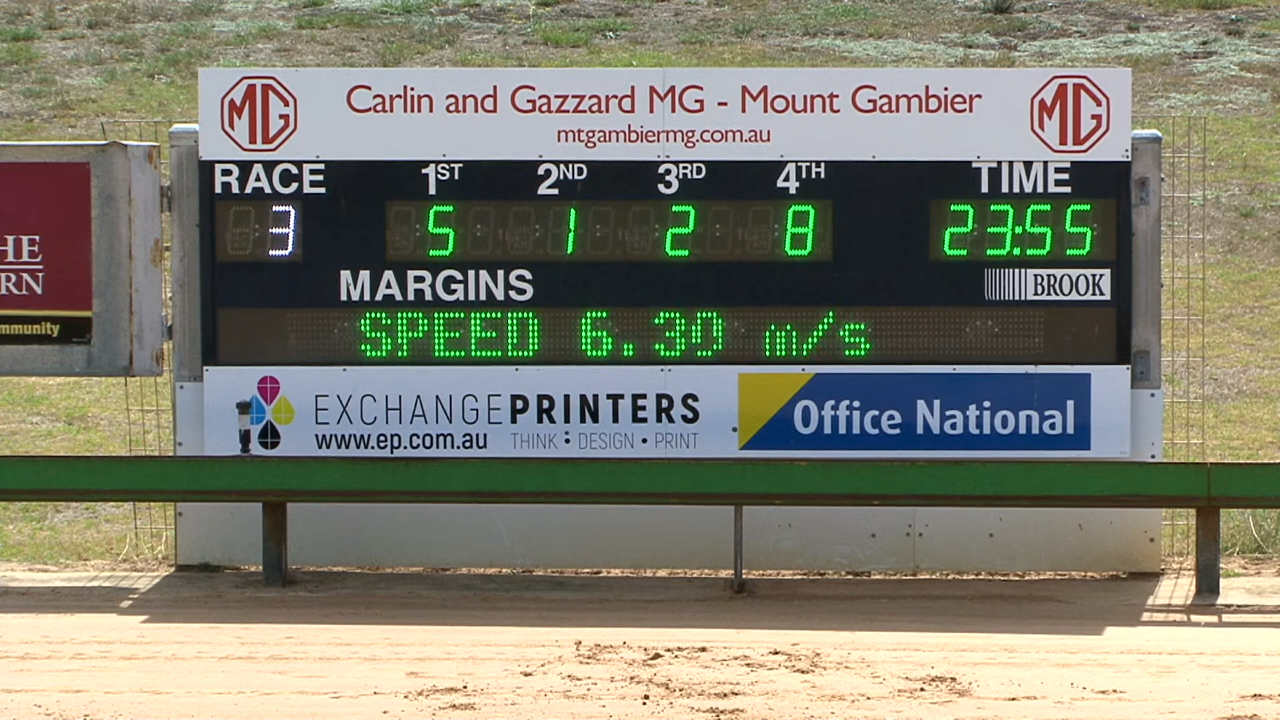 MG Carlin and Gazzard MG - Mount Gambier MG
mtgambiermg.com.au
RACE 1ST 2ND 3RD 4TH TIME
3 5 1 2 8 23:55
MARGINS BROOK
SPEED 6.30 m/s
HE
RN
mmunity
EXCHANGEPRINTERS
www.ep.com.au THINK : DESIGN • PRINT
Office National